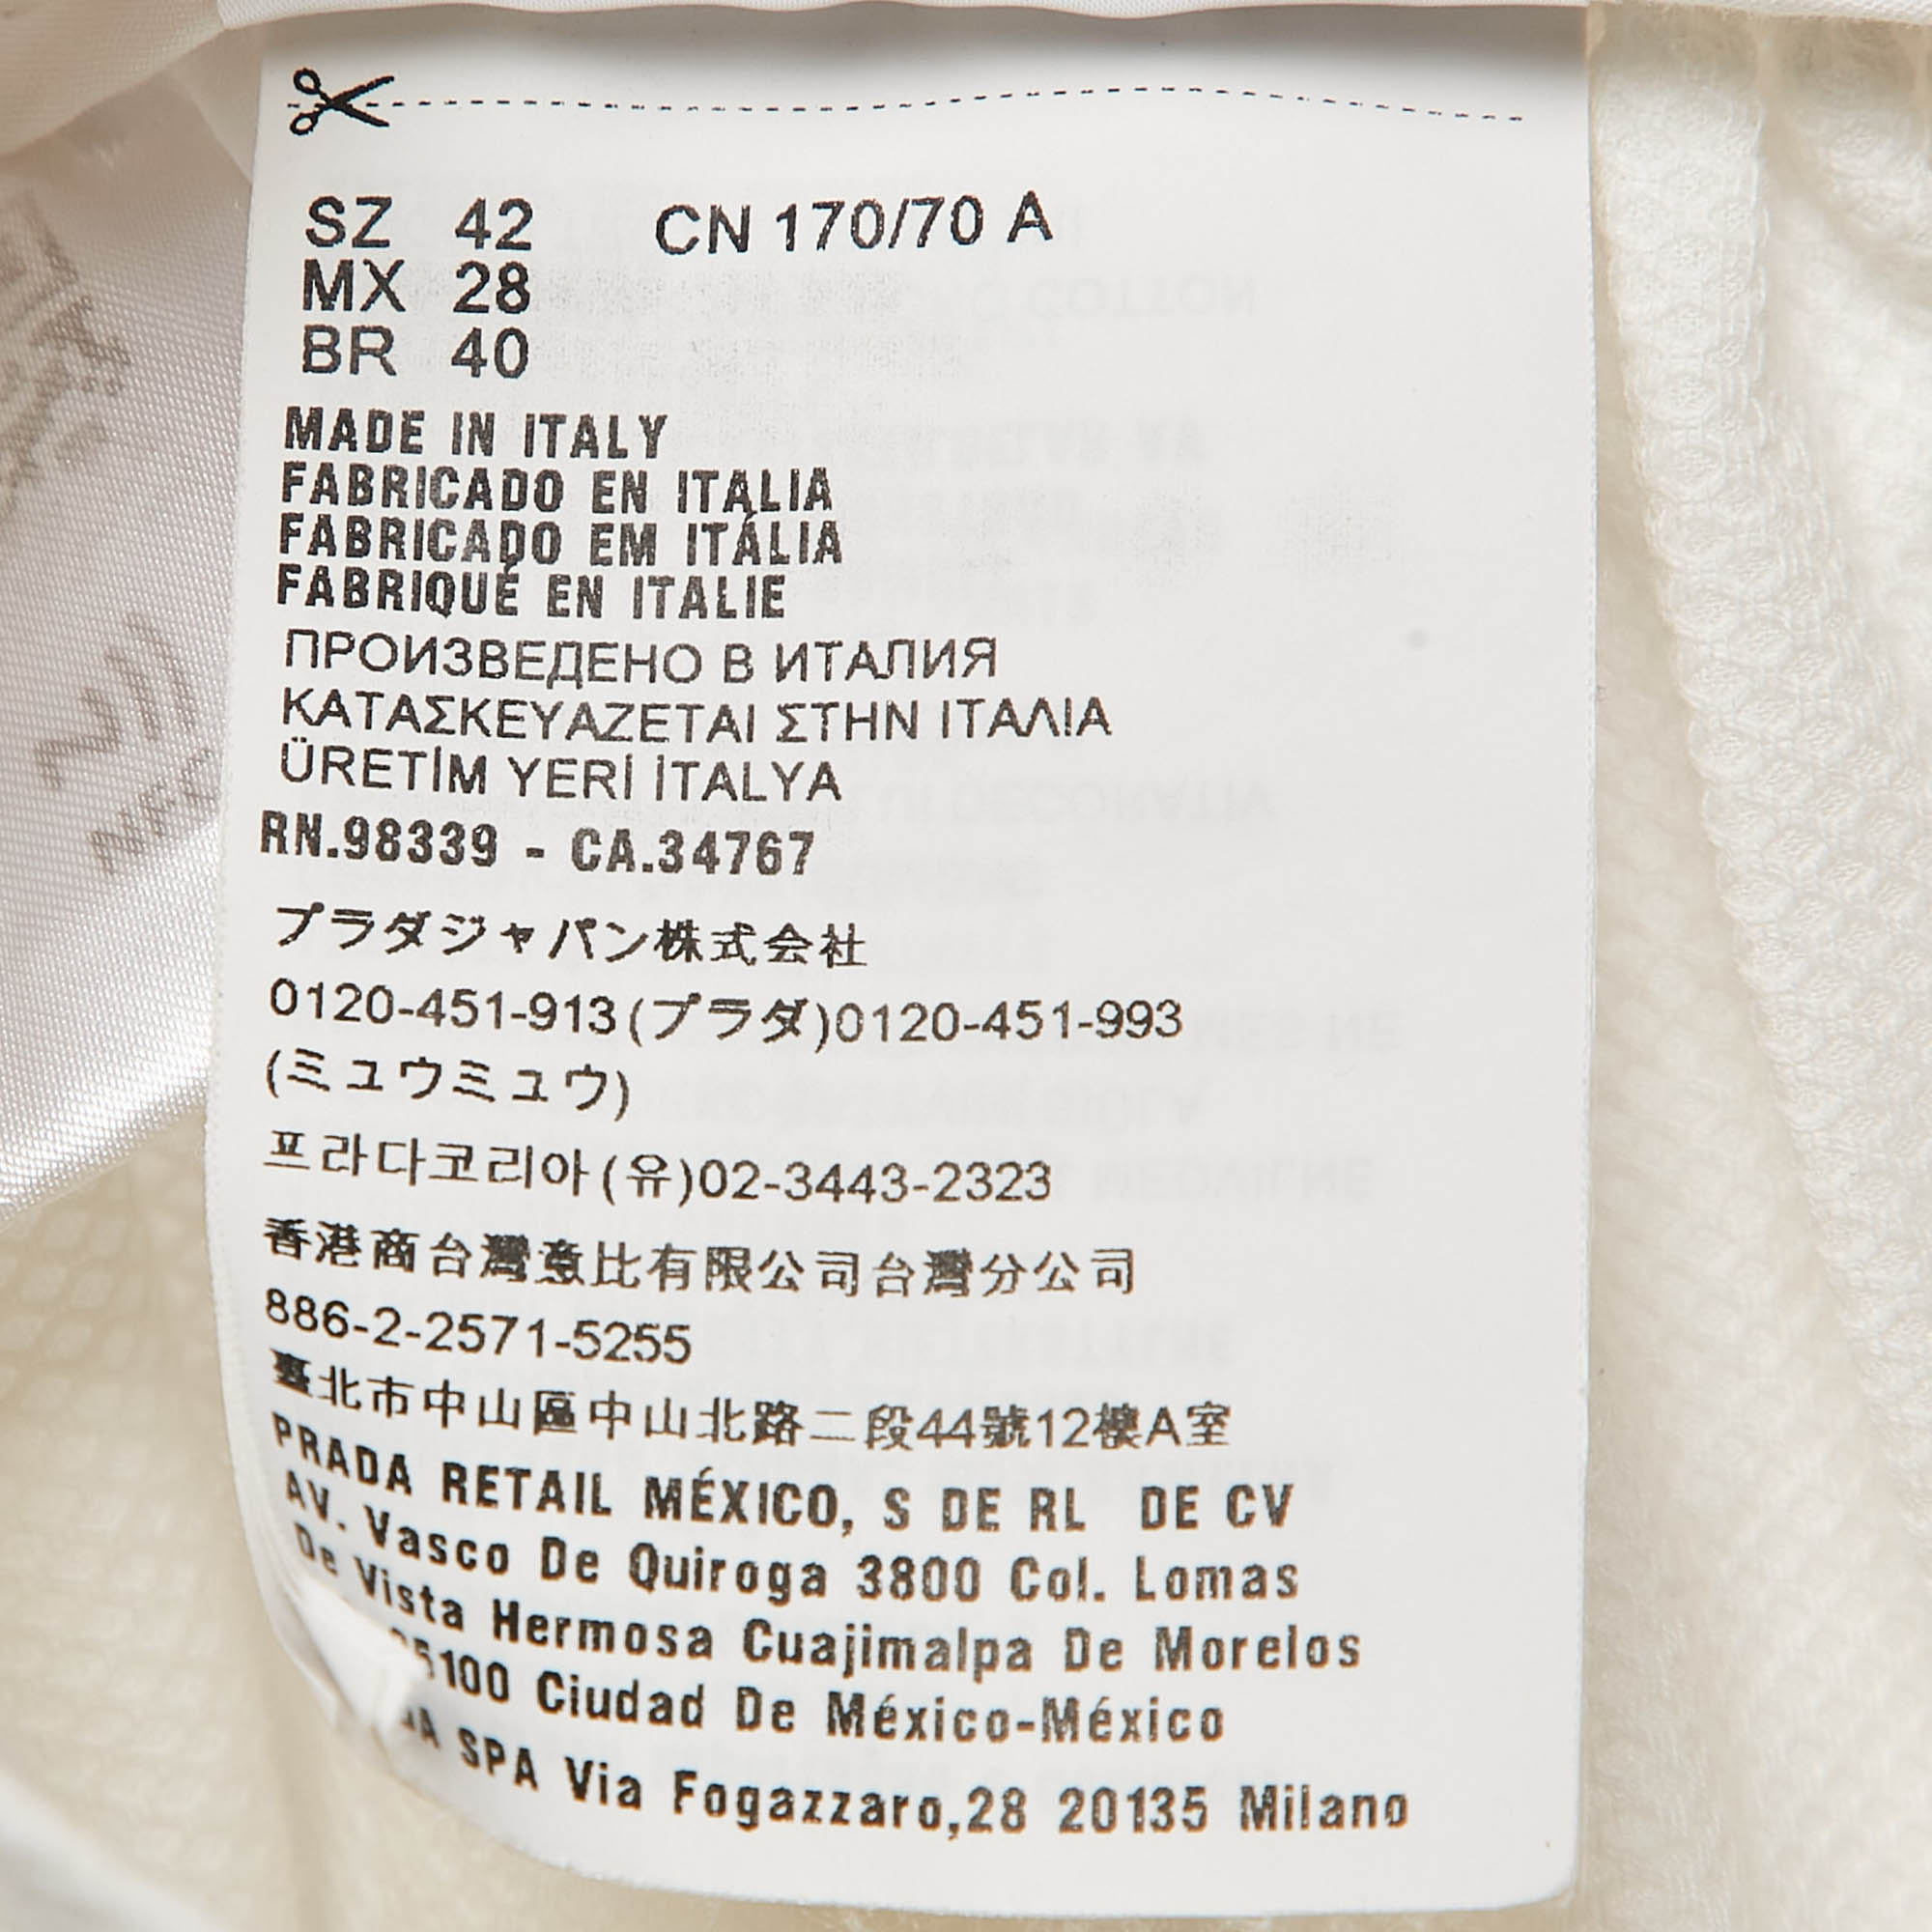 SZ 42 CN 170/70 A
MX 28
BR 40
MADE IN ITALY
FABRICADO EN ITALIA
FABRICADO EM ITÁLIA
FABRIQUÉ EN ITALIE
ПРОИЗВЕДЕНО В ИТАЛИЯ
ΚΑΤΑΣΚΕΥΑΖΕΤΑΙ ΣΤΗΝ ΙΤΑΛΙΑ
ÜRETİM YERİ İTALYA
RN.98339 - CA.34767
プラダジャパン株式会社
0120-451-913(プラダ)0120-451-993
(ミュウミュウ)
프라다코리아(유)02-3443-2323
香港商台灣意比有限公司台灣分公司
886-2-2571-5255
臺北市中山區中山北路二段44號12樓A室
PRADA RETAIL MÉXICO, S DE RL DE CV
AV. Vasco De Quiroga 3800 Col. Lomas
De Vista Hermosa Cuajimalpa De Morelos
5100 Ciudad De México-México
SPA Via Fogazzaro,28 20135 Milano